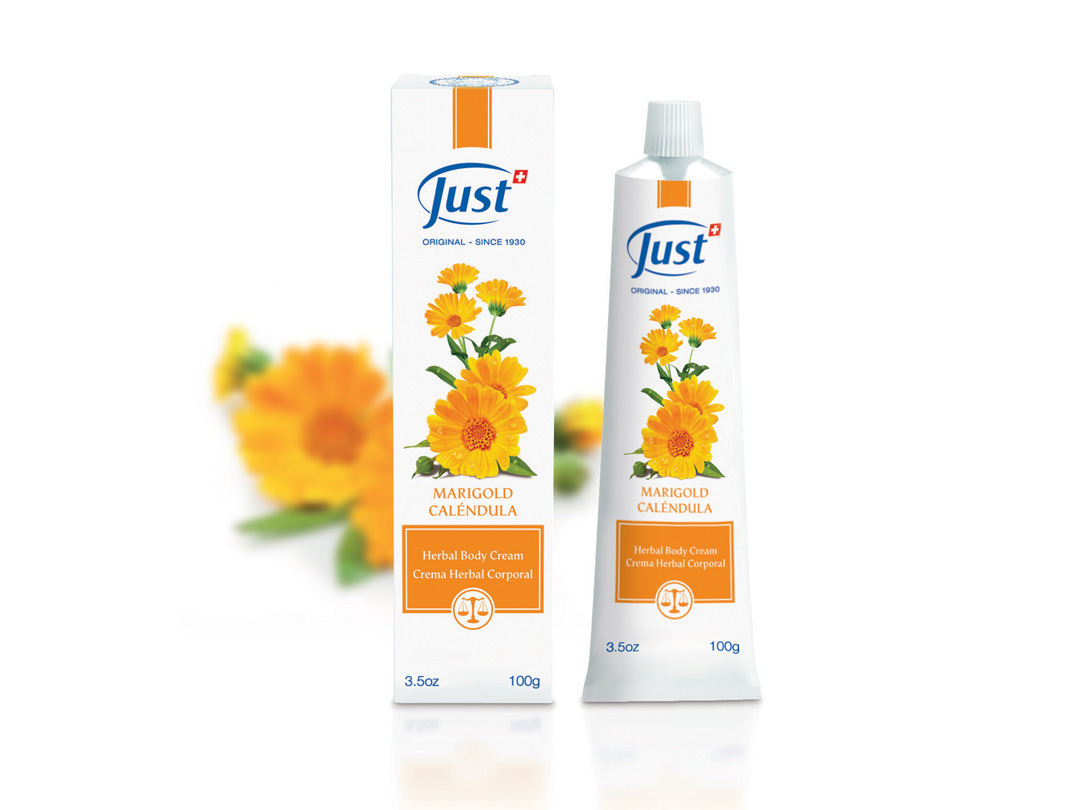 Just
ORIGINAL - SINCE 1930
MARIGOLD
CALÉNDULA
Herbal Body Cream
Crema Herbal Corporal
3.5oz 100g
Just
ORIGINAL - SINCE 1930
MARIGOLD
CALÉNDULA
Herbal Body Cream
Crema Herbal Corporal
3.5oz 100g